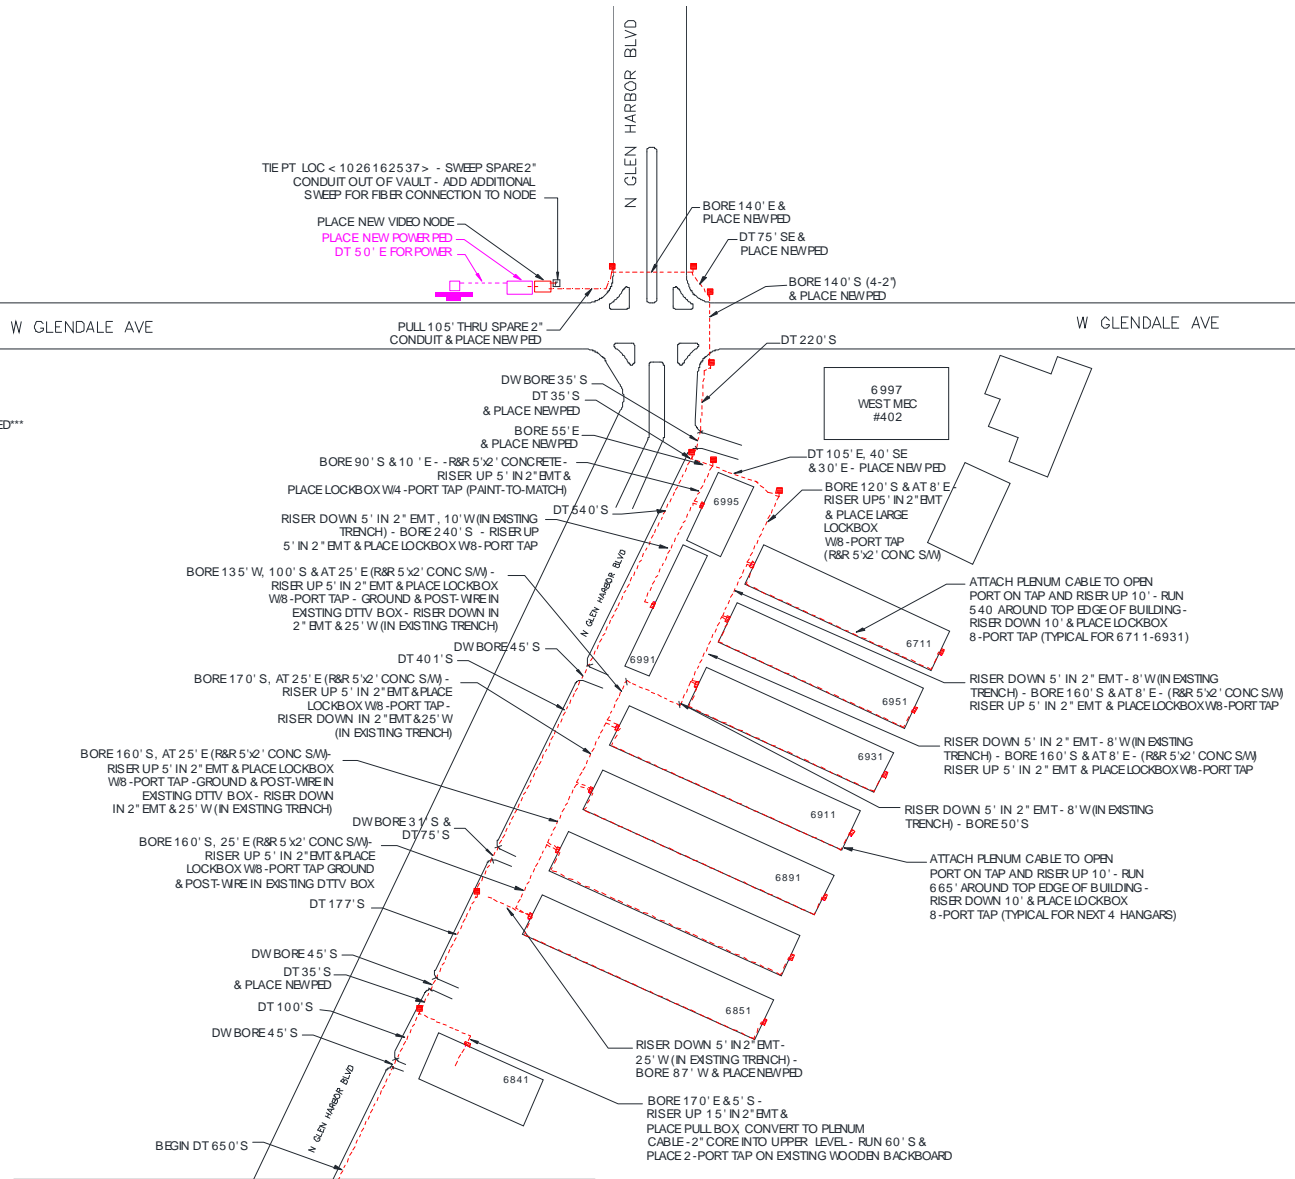 N GLEN HARBOR BLVD
TIE PT LOC < 1026162537> - SWEEP SPARE 2"
CONDUIT OUT OF VAULT - ADD ADDITIONAL
SWEEP FOR FIBER CONNECTION TO NODE
PLACE NEW VIDEO NODE
PLACE NEW POWER PED
DT 50' E FOR POWER
BORE 140' E &
PLACE NEW PED
DT 75' SE &
PLACE NEW PED
BORE 140' S (4-2")
& PLACE NEW PED
W GLENDALE AVE
W GLENDALE AVE
PULL 105' THRU SPARE 2"
CONDUIT & PLACE NEW PED
DT 220'S
DW BORE 35' S
DT 35' S
& PLACE NEW PED
6997
WEST MEC
#402
ED***
BORE 55' E
& PLACE NEW PED
BORE 90' S & 10' E - -R&R 5'x2' CONCRETE -
RISER UP 5' IN 2" EMT &
PLACE LOCKBOX W/4-PORT TAP (PAINT-TO-MATCH)
DT 105' E, 40' SE
& 30' E - PLACE NEW PED
BORE 120' S & AT 8' E -
RISER UP 5' IN 2" EMT
& PLACE LARGE
LOCKBOX
W/8-PORT TAP
(R&R 5'x2' CONC S/W)
6995
DT 540'S
RISER DOWN 5' IN 2" EMT, 10' W (IN EXISTING
TRENCH) - BORE 240' S - RISER UP
5' IN 2" EMT & PLACE LOCKBOX W/8-PORT TAP
N GLEN HARBOR BLVD
BORE 135' W, 100' S & AT 25' E (R&R 5'x2' CONC S/W) -
RISER UP 5' IN 2" EMT & PLACE LOCKBOX
W/8-PORT TAP - GROUND & POST-WIRE IN
EXISTING DTTV BOX - RISER DOWN IN
2" EMT & 25' W (IN EXISTING TRENCH)
ATTACH PLENUM CABLE TO OPEN
PORT ON TAP AND RISER UP 10' - RUN
540 AROUND TOP EDGE OF BUILDING -
RISER DOWN 10' & PLACE LOCKBOX
8-PORT TAP (TYPICAL FOR 6711-6931)
6711
DW BORE 45' S
6991
DT 401'S
BORE 170' S, AT 25' E (R&R 5'x2' CONC S/W) -
RISER UP 5' IN 2" EMT & PLACE
LOCKBOX W/8-PORT TAP -
RISER DOWN IN 2" EMT & 25' W
(IN EXISTING TRENCH)
RISER DOWN 5' IN 2" EMT - 8' W (IN EXISTING
TRENCH) - BORE 160' S & AT 8' E - (R&R 5'x2' CONC S/W)
RISER UP 5' IN 2" EMT & PLACE LOCKBOX W/8-PORT TAP
6951
RISER DOWN 5' IN 2" EMT - 8' W (IN EXISTING
TRENCH) - BORE 160' S & AT 8' E - (R&R 5'x2' CONC S/W)
RISER UP 5' IN 2" EMT & PLACE LOCKBOX W/8-PORT TAP
6931
BORE 160' S, AT 25' E (R&R 5'x2' CONC S/W)-
RISER UP 5' IN 2" EMT & PLACE LOCKBOX
W/8-PORT TAP - GROUND & POST-WIRE IN
EXISTING DTTV BOX - RISER DOWN
IN 2" EMT & 25' W (IN EXISTING TRENCH)
RISER DOWN 5' IN 2" EMT - 8' W (IN EXISTING
TRENCH) - BORE 50'S
6911
DW BORE 31' S &
DT 75' S
BORE 160' S, 25' E (R&R 5'x2' CONC S/W)-
RISER UP 5' IN 2" EMT & PLACE
LOCKBOX W/8-PORT TAP GROUND
& POST-WIRE IN EXISTING DTTV BOX
ATTACH PLENUM CABLE TO OPEN
PORT ON TAP AND RISER UP 10' - RUN
665' AROUND TOP EDGE OF BUILDING -
RISER DOWN 10' & PLACE LOCKBOX
8-PORT TAP (TYPICAL FOR NEXT 4 HANGARS)
6891
DT 177'S
DW BORE 45' S
DT 35' S
& PLACE NEW PED
DT 100'S
DW BORE 45' S
6851
RISER DOWN 5' IN 2" EMT -
25' W (IN EXISTING TRENCH) -
BORE 87' W & PLACE NEW PED
6841
N GLEN HARBOR BLVD
BORE 170' E & 5' S -
RISER UP 15' IN 2" EMT &
PLACE PULL BOX, CONVERT TO PLENUM
CABLE - 2" CORE INTO UPPER LEVEL - RUN 60' S &
PLACE 2-PORT TAP ON EXISTING WOODEN BACKBOARD
BEGIN DT 650'S